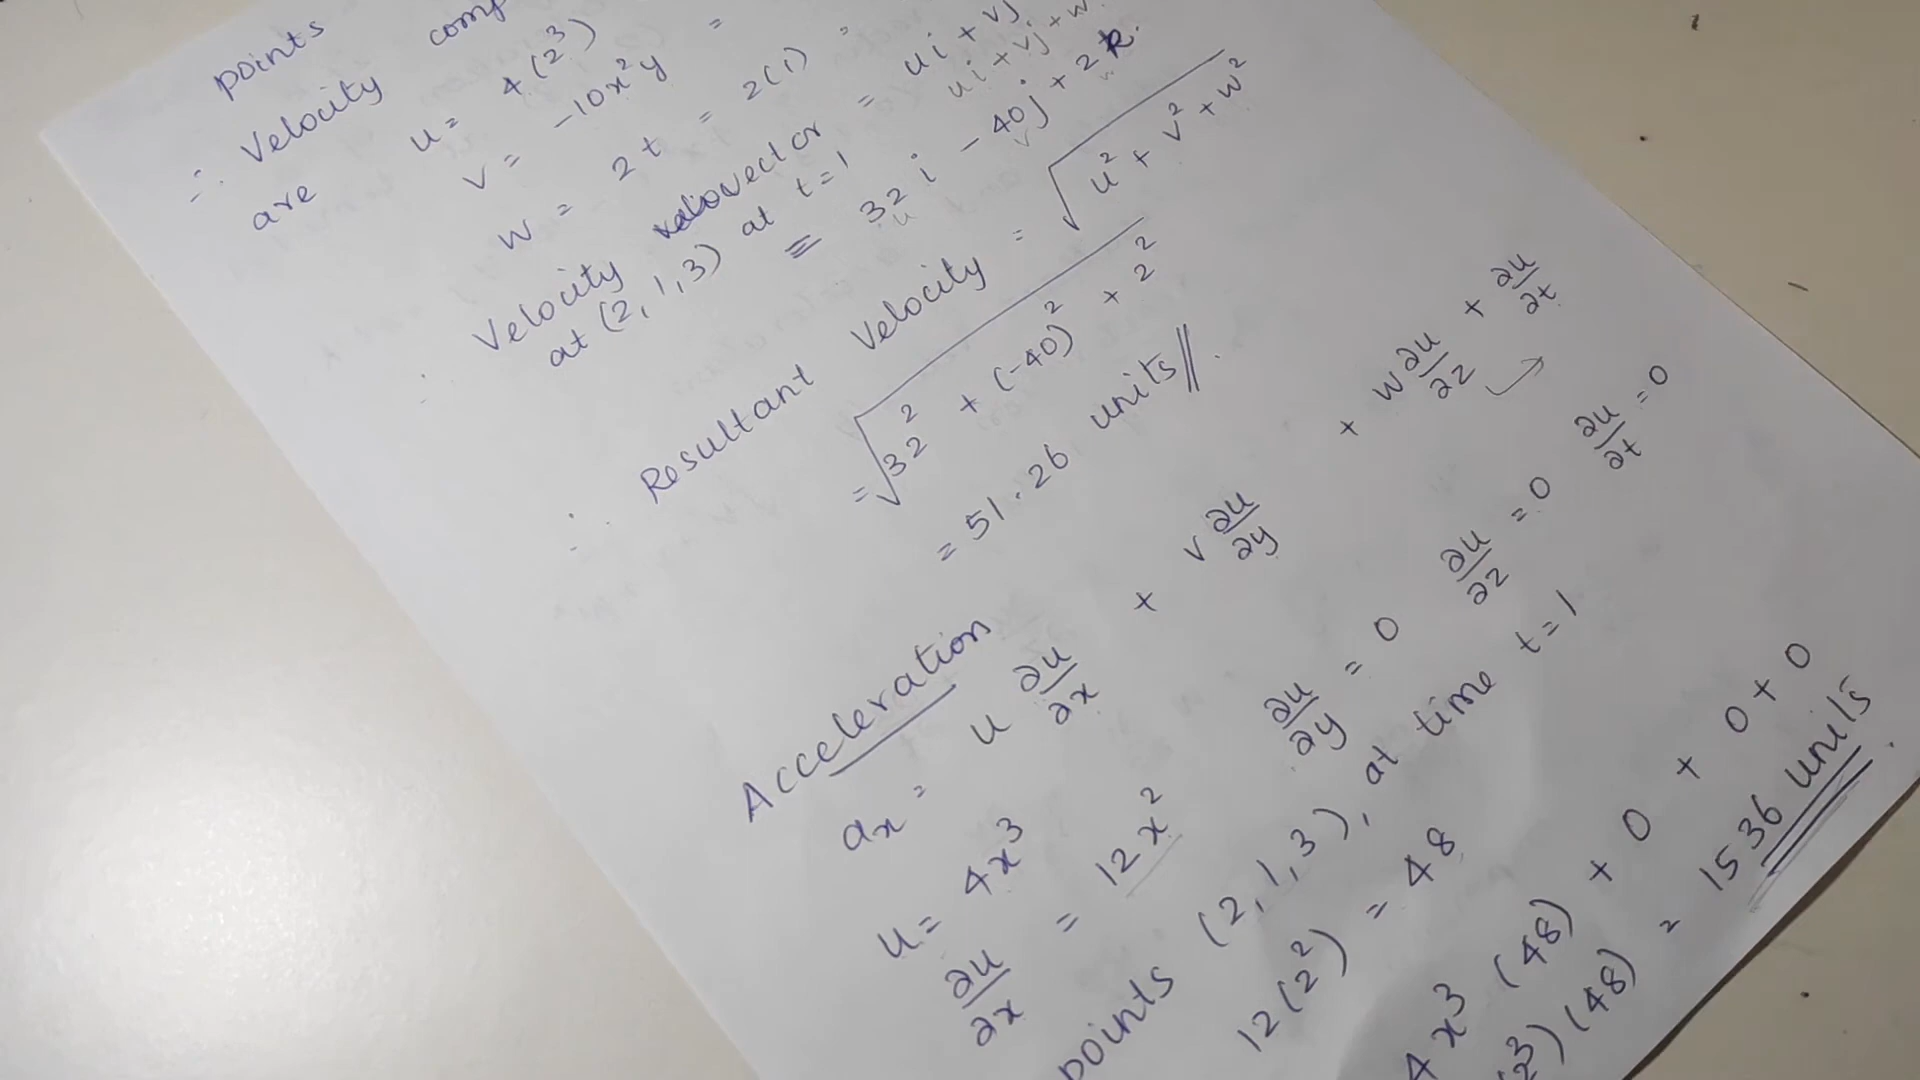 points
∴ Velocity comp
are u = 4(2³)
v = -10x²y =
w = 2t = 2(1) =
Velocity vector = ui + vj
at (2, 1, 3) at t=1 ui + vj + w
= 32i - 40j + 2k.
u v w
∴ Resultant Velocity = √(u² + v² + w²)
= √(32² + (-40)² + 2²)
= 51.26 units //.
Acceleration
ax = u ∂u/∂x + v ∂u/∂y + w ∂u/∂z + ∂u/∂t
u = 4x³
∂u/∂x = 12x² ∂u/∂y = 0 ∂u/∂z = 0 ∂u/∂t = 0
points (2, 1, 3), at time t=1
12(2²) = 48
4x³ (48) + 0 + 0 + 0
2³)(48) = 1536 units.